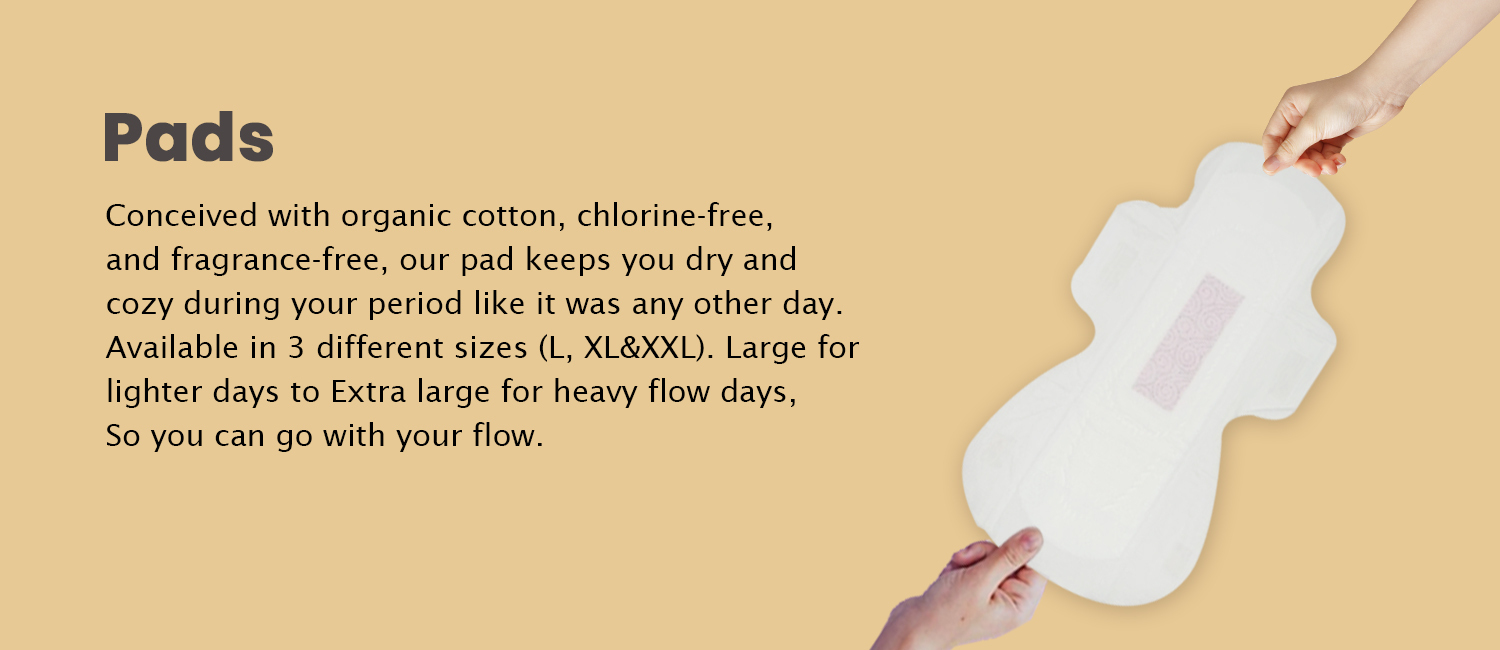 Pads
Conceived with organic cotton, chlorine-free,
and fragrance-free, our pad keeps you dry and
cozy during your period like it was any other day.
Available in 3 different sizes (L, XL&XXL). Large for
lighter days to Extra large for heavy flow days,
So you can go with your flow.